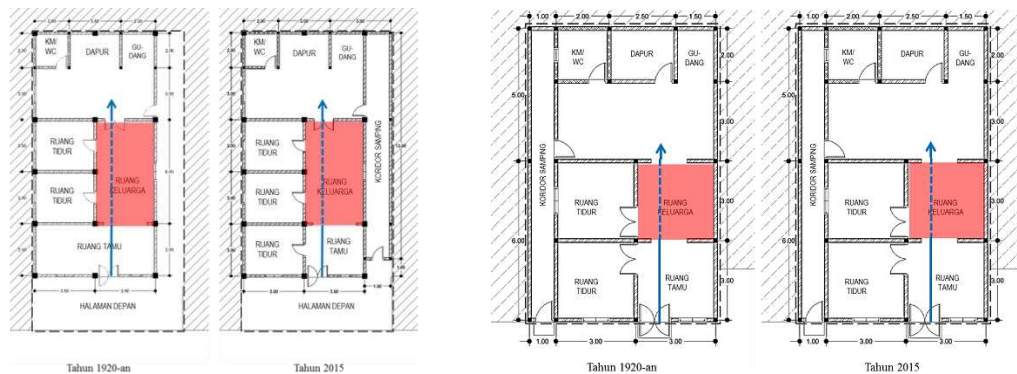 2.00 2.50 1.50
KM/
WC
DAPUR
GU-
DANG
RUANG
TIDUR
RUANG
KELUARGA
RUANG
TIDUR
RUANG TAMU
HALAMAN DEPAN
Tahun 1920-an
KM/
WC
DAPUR
GU-
DANG
KORIDOR SAMPING
RUANG
TIDUR
RUANG
TIDUR
RUANG
KELUARGA
RUANG
TIDUR
RUANG
TAMU
HALAMAN DEPAN
Tahun 2015
1.00 2.00 2.50 1.50
KM/
WC
DAPUR
GU-
DANG
2.00
5.00
3.00
KORIDOR SAMPING
RUANG
TIDUR
RUANG
KELUARGA
3.00
6.00
RUANG
TIDUR
RUANG
TAMU
3.00
1.00 3.00 3.00
Tahun 1920-an
1.00 2.00 2.50 1.50
KM/
WC
DAPUR
GU-
DANG
2.00
5.00
3.00
KORIDOR SAMPING
RUANG
TIDUR
RUANG
KELUARGA
3.00
6.00
RUANG
TIDUR
RUANG
TAMU
3.00
1.00 3.00 3.00
Tahun 2015